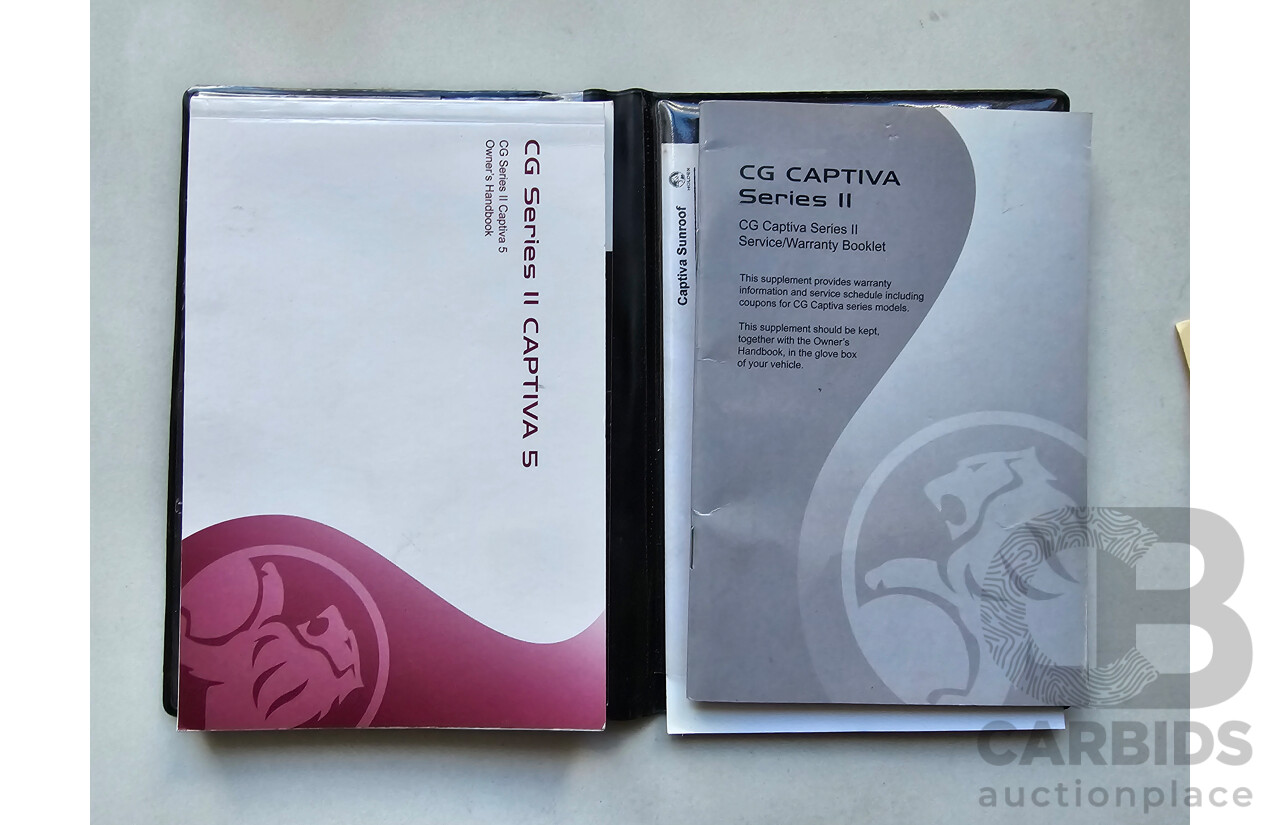 CG Series II CAPTIVA 5
CG Series II Captiva 5
Owner's Handbook
HOLDEN
Captiva Sunroof
CG CAPTIVA
Series II
CG Captiva Series II
Service/Warranty Booklet
This supplement provides warranty
information and service schedule including
coupons for CG Captiva series models.
This supplement should be kept,
together with the Owner's
Handbook, in the glove box
of your vehicle.
CB
CARBIDS
auctionplace